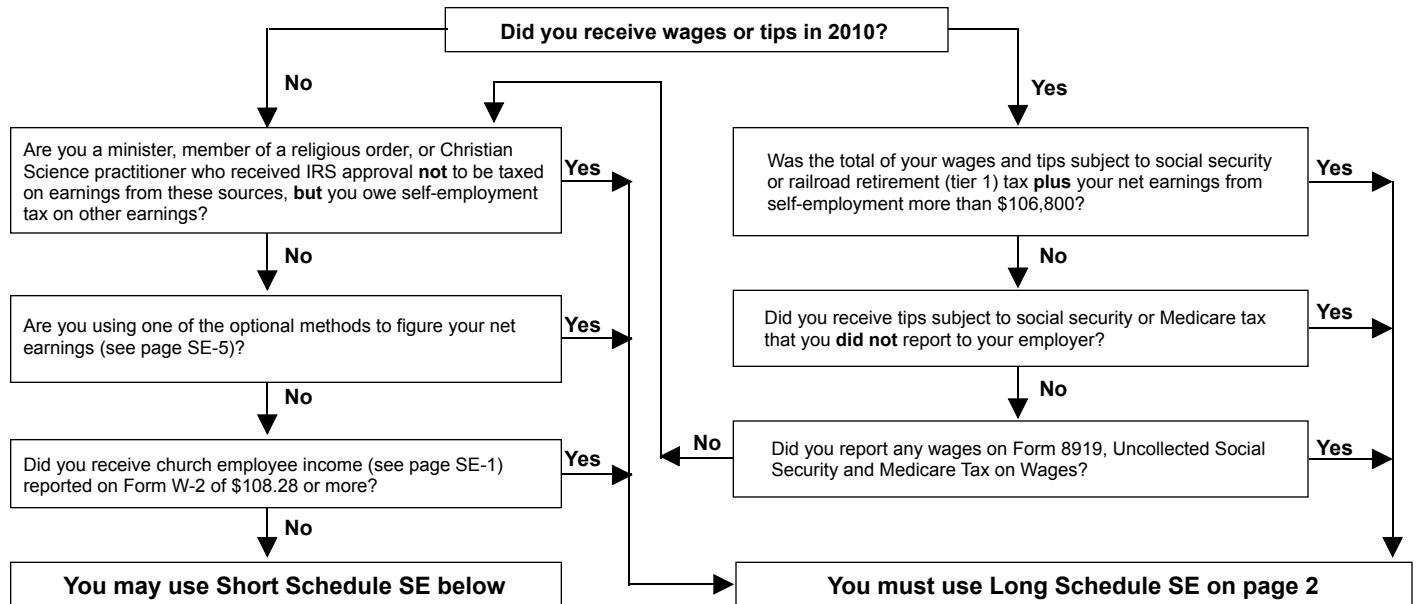 Did you receive wages or tips in 2010?
No
Yes
Are you a minister, member of a religious order, or Christian
Science practitioner who received IRS approval not to be taxed
on earnings from these sources, but you owe self-employment
tax on other earnings?
Yes
Was the total of your wages and tips subject to social security
or railroad retirement (tier 1) tax plus your net earnings from
self-employment more than $106,800?
Yes
No
No
Are you using one of the optional methods to figure your net
earnings (see page SE-5)?
Yes
Did you receive tips subject to social security or Medicare tax
that you did not report to your employer?
Yes
No
No
Did you receive church employee income (see page SE-1)
reported on Form W-2 of $108.28 or more?
Yes
No
Did you report any wages on Form 8919, Uncollected Social
Security and Medicare Tax on Wages?
Yes
No
You may use Short Schedule SE below
You must use Long Schedule SE on page 2